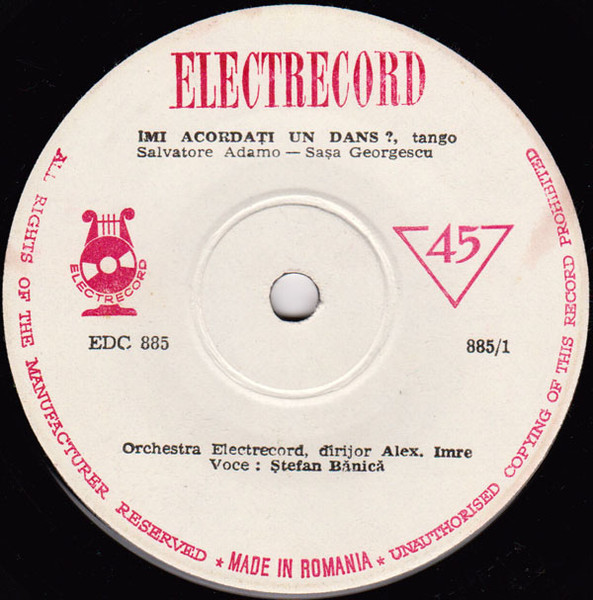 ELECTRECORD
IMI ACORDAȚI UN DANS?, tango
Salvatore Adamo — Sașa Georgescu
ELECTRECORD
45
EDC 885
885/1
Orchestra Electrecord, dirijor Alex. Imre
Voce : Ștefan Bănică
ALL RIGHTS OF THE MANUFACTURER RESERVED ★ MADE IN ROMANIA ★ UNAUTHORISED COPYING OF THIS RECORD PROHIBITED